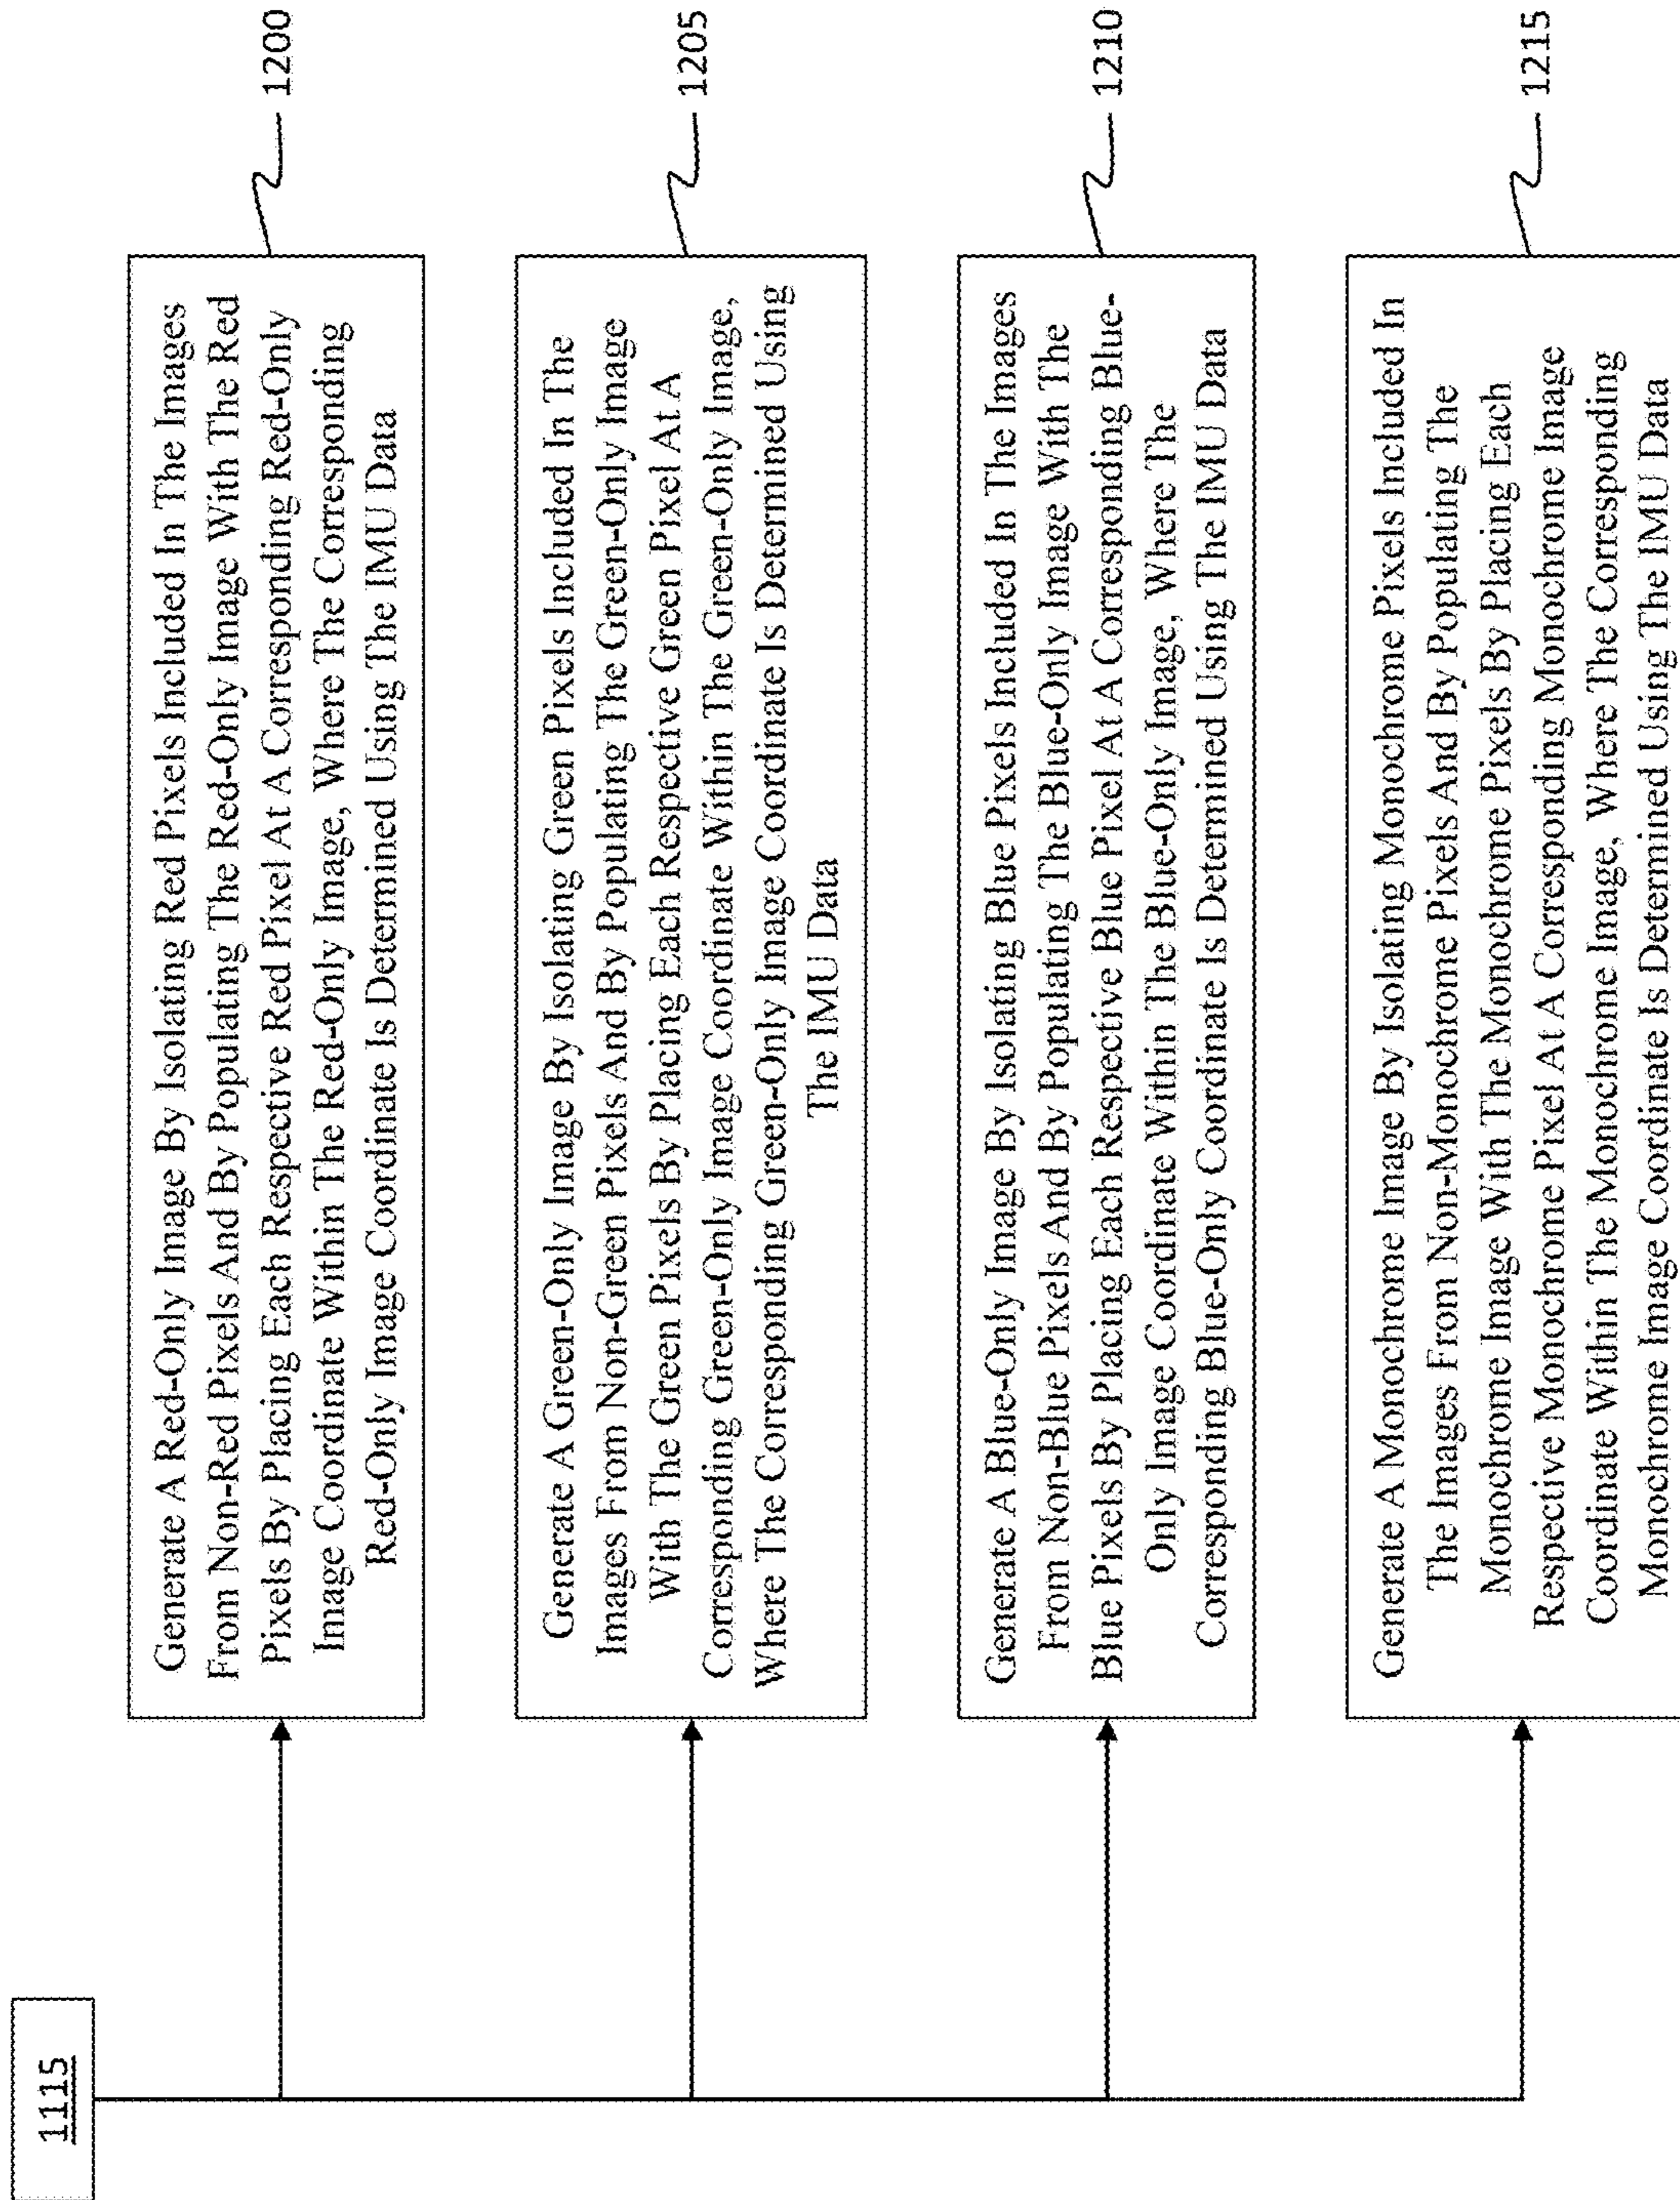 1115
Generate A Red-Only Image By Isolating Red Pixels Included In The Images
From Non-Red Pixels And By Populating The Red-Only Image With The Red
Pixels By Placing Each Respective Red Pixel At A Corresponding Red-Only
Image Coordinate Within The Red-Only Image, Where The Corresponding
Red-Only Image Coordinate Is Determined Using The IMU Data
1200
Generate A Green-Only Image By Isolating Green Pixels Included In The
Images From Non-Green Pixels And By Populating The Green-Only Image
With The Green Pixels By Placing Each Respective Green Pixel At A
Corresponding Green-Only Image Coordinate Within The Green-Only Image,
Where The Corresponding Green-Only Image Coordinate Is Determined Using
The IMU Data
1205
Generate A Blue-Only Image By Isolating Blue Pixels Included In The Images
From Non-Blue Pixels And By Populating The Blue-Only Image With The
Blue Pixels By Placing Each Respective Blue Pixel At A Corresponding Blue-
Only Image Coordinate Within The Blue-Only Image, Where The
Corresponding Blue-Only Coordinate Is Determined Using The IMU Data
1210
Generate A Monochrome Image By Isolating Monochrome Pixels Included In
The Images From Non-Monochrome Pixels And By Populating The
Monochrome Image With The Monochrome Pixels By Placing Each
Respective Monochrome Pixel At A Corresponding Monochrome Image
Coordinate Within The Monochrome Image, Where The Corresponding
Monochrome Image Coordinate Is Determined Using The IMU Data
1215